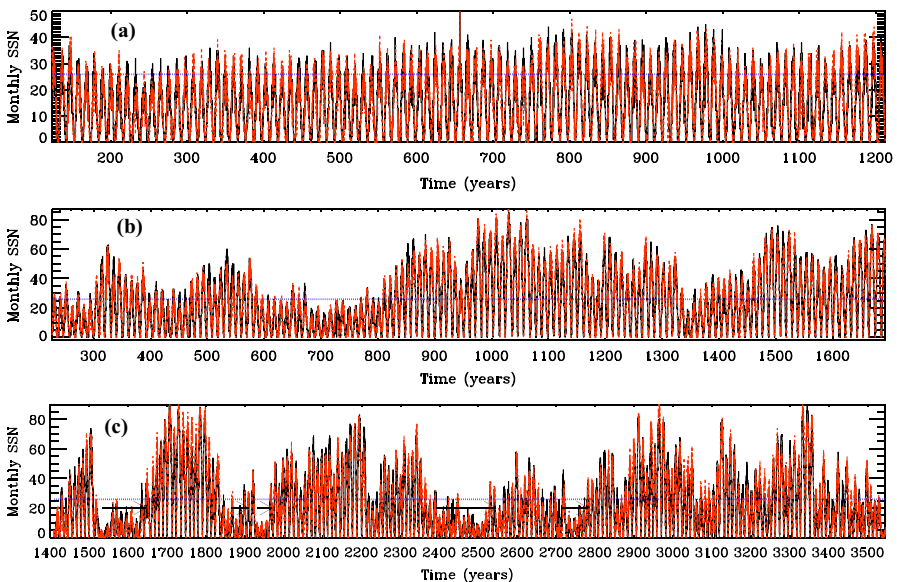 (a)
Monthly SSN
50
40
30
20
10
0
200 300 400 500 600 700 800 900 1000 1100 1200
Time (years)
(b)
Monthly SSN
80
60
40
20
0
300 400 500 600 700 800 900 1000 1100 1200 1300 1400 1500 1600
Time (years)
(c)
Monthly SSN
80
60
40
20
0
1400 1500 1600 1700 1800 1900 2000 2100 2200 2300 2400 2500 2600 2700 2800 2900 3000 3100 3200 3300 3400 3500
Time (years)